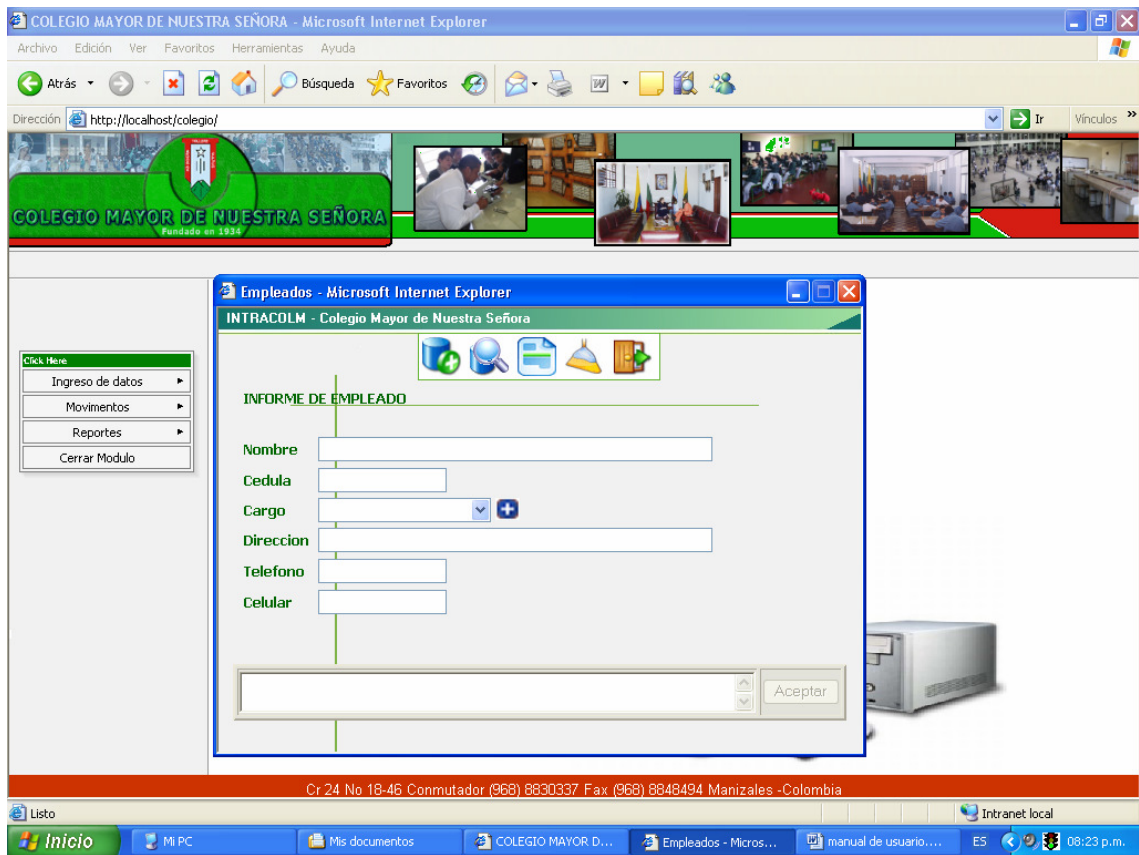 COLEGIO MAYOR DE NUESTRA SEÑORA - Microsoft Internet Explorer
Archivo Edición Ver Favoritos Herramientas Ayuda
Atrás Búsqueda Favoritos
Dirección http://localhost/colegio/ Ir Vínculos »
COLEGIO MAYOR DE NUESTRA SEÑORA
Fundado en 1934
Empleados - Microsoft Internet Explorer
INTRACOLM - Colegio Mayor de Nuestra Señora
Click Here
Ingreso de datos
Movimentos
Reportes
Cerrar Modulo
INFORME DE EMPLEADO
Nombre
Cedula
Cargo
Direccion
Telefono
Celular
Aceptar
Cr 24 No 18-46 Conmutador (968) 8830337 Fax (968) 8848494 Manizales -Colombia
Listo Intranet local
Inicio Mi PC Mis documentos COLEGIO MAYOR D... Empleados - Micros... manual de usuario.... ES 08:23 p.m.